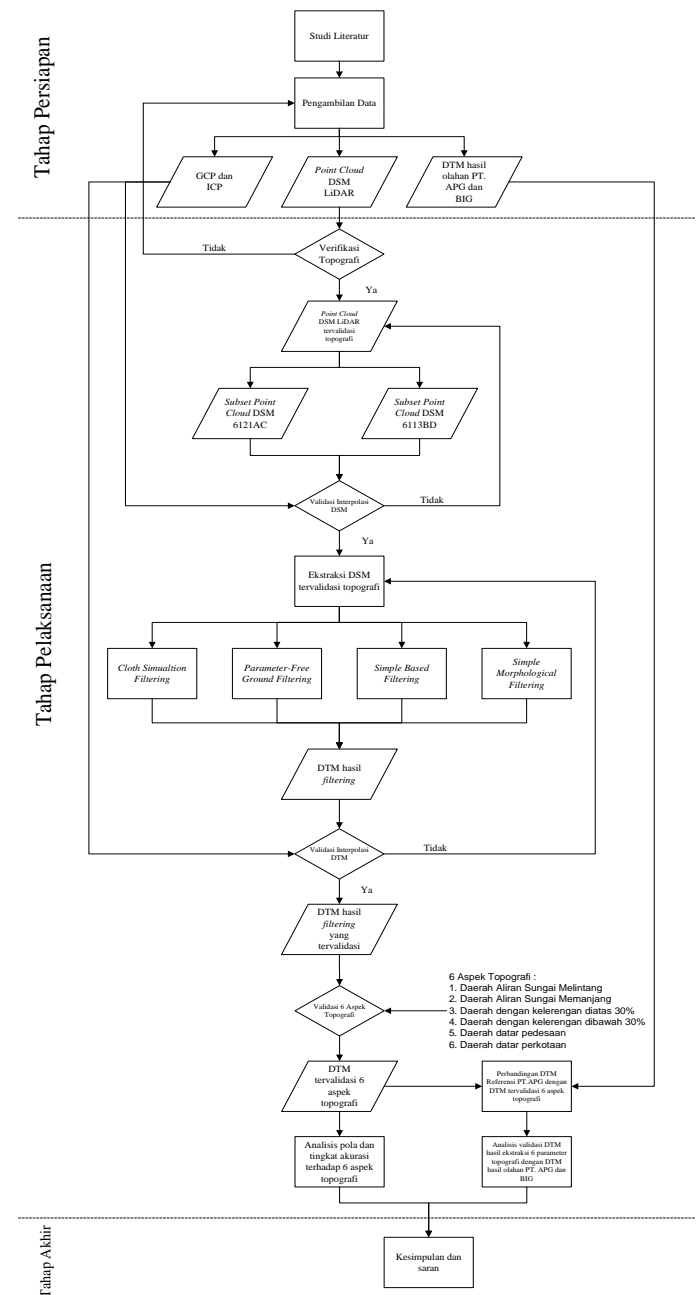 Tahap Persiapan
Studi Literatur
Pengambilan Data
GCP dan
ICP
Point Cloud
DSM
LiDAR
DTM hasil
olahan PT.
APG dan
BIG
Tahap Pelaksanaan
Verifikasi
Topografi
Tidak
Ya
Point Cloud
DSM LiDAR
tervalidasi
topografi
Subset Point
Cloud DSM
6121AC
Subset Point
Cloud DSM
6113BD
Validasi Interpolasi
DSM
Tidak
Ya
Ekstraksi DSM
tervalidasi topografi
Cloth Simualtion
Filtering
Parameter-Free
Ground Filtering
Simple Based
Filtering
Simple
Morphological
Filtering
DTM hasil
filtering
Validasi Interpolasi
DTM
Tidak
Ya
DTM hasil
filtering
yang
tervalidasi
Validasi 6 Aspek
Topografi
6 Aspek Topografi :
1. Daerah Aliran Sungai Melintang
2. Daerah Aliran Sungai Memanjang
3. Daerah dengan kelerengan diatas 30%
4. Daerah dengan kelerengan dibawah 30%
5. Daerah datar pedesaan
6. Daerah datar perkotaan
DTM
tervalidasi 6
aspek
topografi
Perbandingan DTM
Referensi PT.APG dengan
DTM tervalidasi 6 aspek
topografi
Analisis pola dan
tingkat akurasi
terhadap 6 aspek
topografi
Analisis validasi DTM
hasil ekstraksi 6 parameter
topografi dengan DTM
hasil olahan PT. APG dan
BIG
Tahap Akhir
Kesimpulan dan
saran